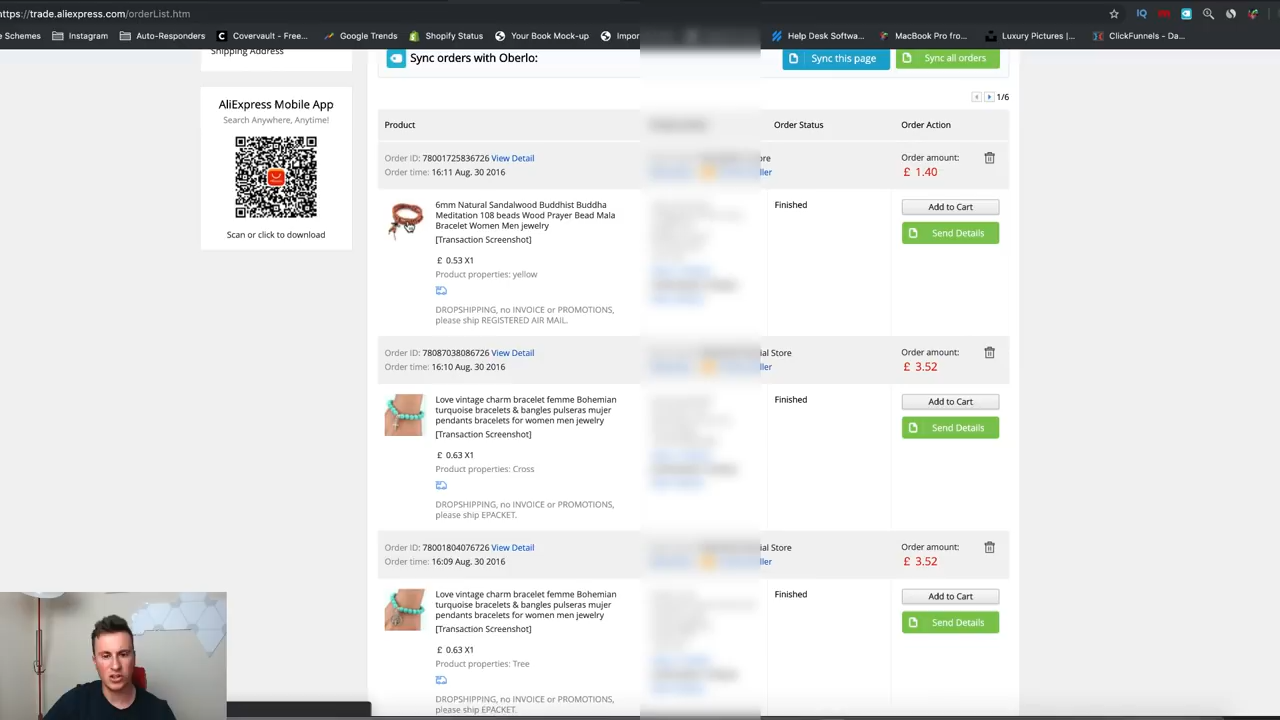 https://trade.aliexpress.com/orderList.htm
e Schemes Instagram Auto-Responders Covervault - Free... Google Trends Shopify Status Your Book Mock-up Impor Help Desk Softwa... MacBook Pro fro... Luxury Pictures |... ClickFunnels - Da...
Shipping Address
Sync orders with Oberlo:
Sync this page
Sync all orders
AliExpress Mobile App
Search Anywhere, Anytime!
Scan or click to download
1/6
Product Order Status Order Action
Order ID: 78001725836726 View Detail
Order time: 16:11 Aug. 30 2016
Order amount:
£ 1.40
6mm Natural Sandalwood Buddhist Buddha
Meditation 108 beads Wood Prayer Bead Mala
Bracelet Women Men jewelry
[Transaction Screenshot]
£ 0.53 X1
Product properties: yellow
DROPSHIPPING, no INVOICE or PROMOTIONS,
please ship REGISTERED AIR MAIL.
Finished
Add to Cart
Send Details
Order ID: 78087038086726 View Detail
Order time: 16:10 Aug. 30 2016
Store
Order amount:
£ 3.52
Love vintage charm bracelet femme Bohemian
turquoise bracelets & bangles pulseras mujer
pendants bracelets for women men jewelry
[Transaction Screenshot]
£ 0.63 X1
Product properties: Cross
DROPSHIPPING, no INVOICE or PROMOTIONS,
please ship EPACKET.
Finished
Add to Cart
Send Details
Order ID: 78001804076726 View Detail
Order time: 16:09 Aug. 30 2016
Store
Order amount:
£ 3.52
Love vintage charm bracelet femme Bohemian
turquoise bracelets & bangles pulseras mujer
pendants bracelets for women men jewelry
[Transaction Screenshot]
£ 0.63 X1
Product properties: Tree
DROPSHIPPING, no INVOICE or PROMOTIONS,
please ship EPACKET.
Finished
Add to Cart
Send Details